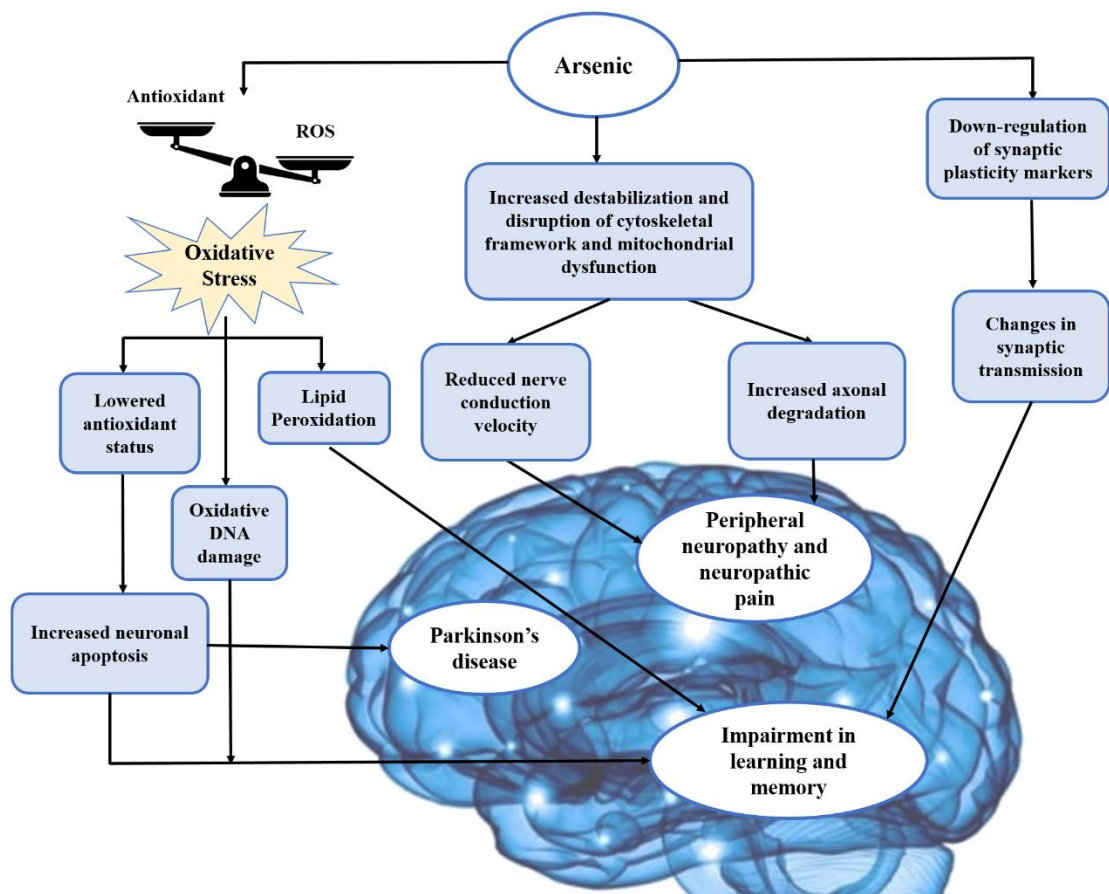 Arsenic
Antioxidant
ROS
Oxidative
Stress
Increased destabilization and
disruption of cytoskeletal
framework and mitochondrial
dysfunction
Down-regulation
of synaptic
plasticity markers
Lowered
antioxidant
status
Lipid
Peroxidation
Reduced nerve
conduction
velocity
Increased axonal
degradation
Changes in
synaptic
transmission
Oxidative
DNA
damage
Increased neuronal
apoptosis
Parkinson’s
disease
Peripheral
neuropathy and
neuropathic
pain
Impairment in
learning and
memory